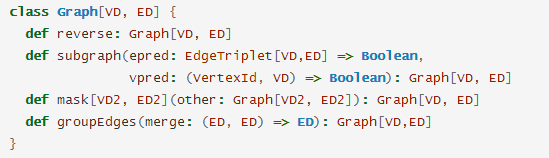 class Graph[VD, ED] {
  def reverse: Graph[VD, ED]
  def subgraph(epred: EdgeTriplet[VD,ED] => Boolean,
               vpred: (VertexId, VD) => Boolean): Graph[VD, ED]
  def mask[VD2, ED2](other: Graph[VD2, ED2]): Graph[VD, ED]
  def groupEdges(merge: (ED, ED) => ED): Graph[VD,ED]
}